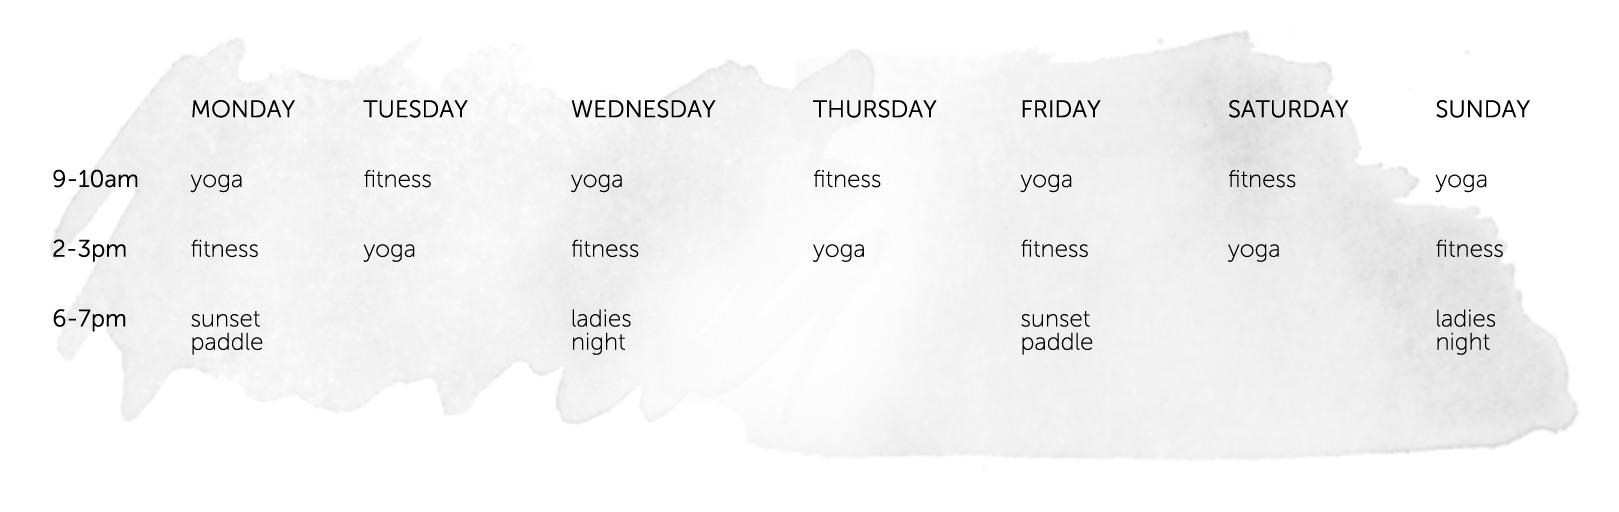 MONDAY TUESDAY WEDNESDAY THURSDAY FRIDAY SATURDAY SUNDAY
9-10am yoga fitness yoga fitness yoga fitness yoga
2-3pm fitness yoga fitness yoga fitness yoga fitness
6-7pm sunset ladies sunset ladies
paddle night paddle night